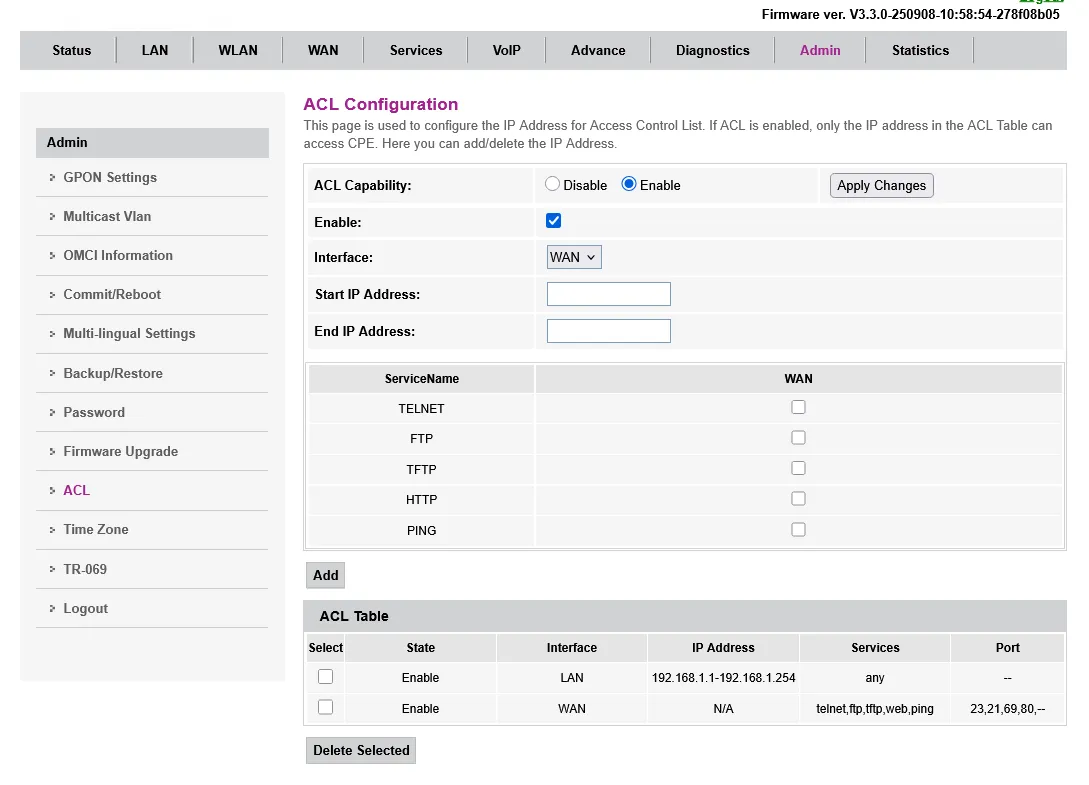 Firmware ver. V3.3.0-250908-10:58:54-278f08b05
Status LAN WLAN WAN Services VoIP Advance Diagnostics Admin Statistics
Admin
GPON Settings
Multicast Vlan
OMCI Information
Commit/Reboot
Multi-lingual Settings
Backup/Restore
Password
Firmware Upgrade
ACL
Time Zone
TR-069
Logout
ACL Configuration
This page is used to configure the IP Address for Access Control List. If ACL is enabled, only the IP address in the ACL Table can
access CPE. Here you can add/delete the IP Address.
ACL Capability: Disable Enable Apply Changes
Enable:
Interface: WAN
Start IP Address:
End IP Address:
ServiceName WAN
TELNET
FTP
TFTP
HTTP
PING
Add
ACL Table
Select State Interface IP Address Services Port
Enable LAN 192.168.1.1-192.168.1.254 any --
Enable WAN N/A telnet,ftp,tftp,web,ping 23,21,69,80,--
Delete Selected